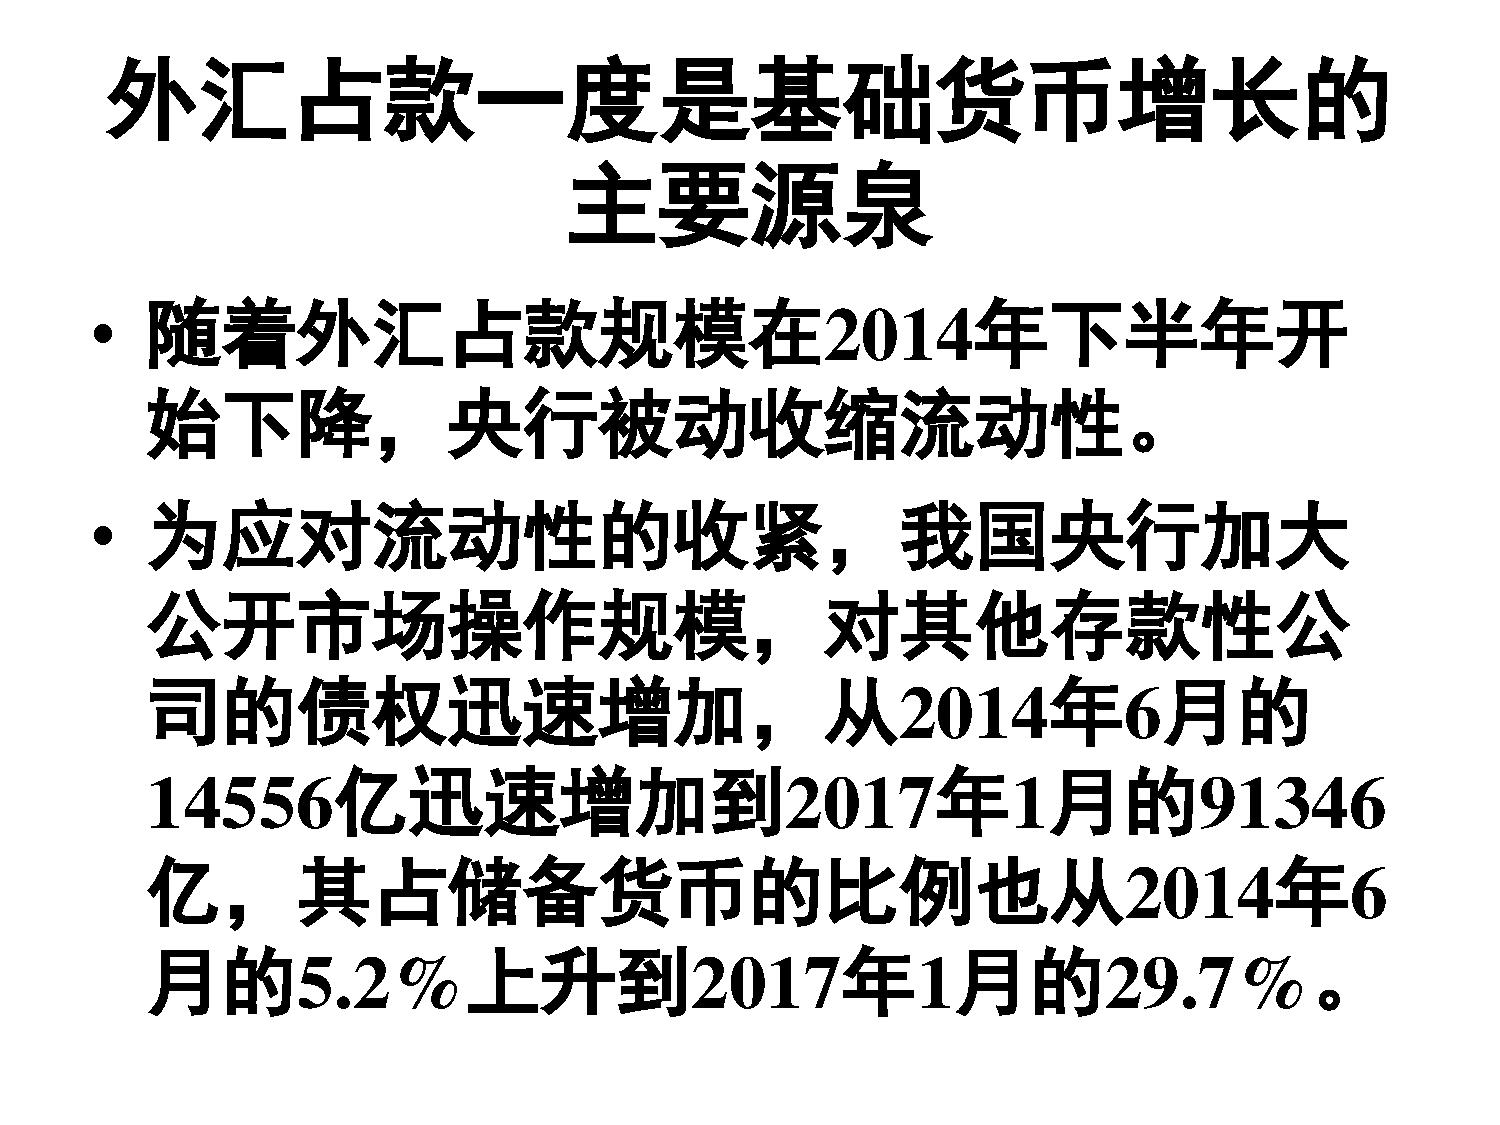 外汇占款一度是基础货币增长的
主要源泉
• 随着外汇占款规模在2014年下半年开
始下降，央行被动收缩流动性。
• 为应对流动性的收紧，我国央行加大
公开市场操作规模，对其他存款性公
司的债权迅速增加，从2014年6月的
14556亿迅速增加到2017年1月的91346
亿，其占储备货币的比例也从2014年6
月的5.2%上升到2017年1月的29.7%。